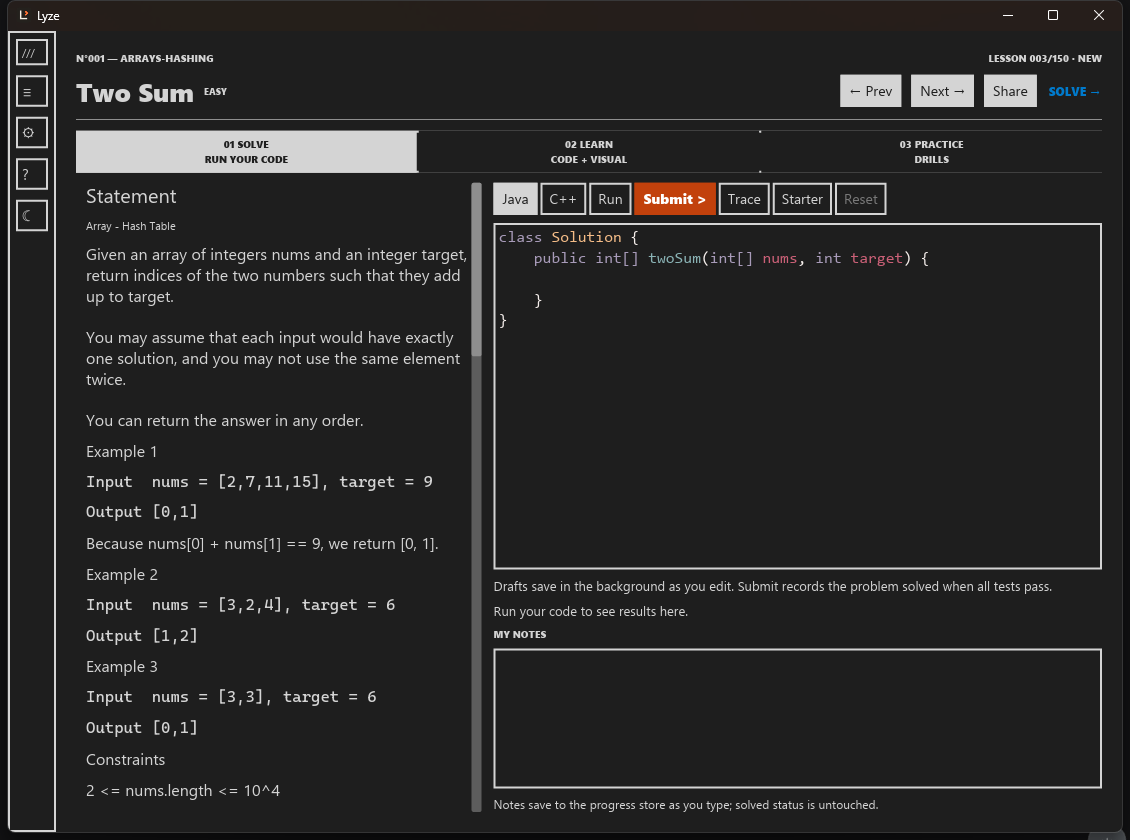 Lyze
///
N°001 — ARRAYS-HASHING
LESSON 003/150 · NEW
Two Sum EASY
← Prev
Next →
Share
SOLVE →
01 SOLVE
RUN YOUR CODE
02 LEARN
CODE + VISUAL
03 PRACTICE
DRILLS
?
Statement
Array - Hash Table
Given an array of integers nums and an integer target,
return indices of the two numbers such that they add
up to target.
You may assume that each input would have exactly
one solution, and you may not use the same element
twice.
You can return the answer in any order.
Example 1
Input  nums = [2,7,11,15], target = 9
Output [0,1]
Because nums[0] + nums[1] == 9, we return [0, 1].
Example 2
Input  nums = [3,2,4], target = 6
Output [1,2]
Example 3
Input  nums = [3,3], target = 6
Output [0,1]
Constraints
2 <= nums.length <= 10^4
Java
C++
Run
Submit >
Trace
Starter
Reset
class Solution {
    public int[] twoSum(int[] nums, int target) {
    }
}
Drafts save in the background as you edit. Submit records the problem solved when all tests pass.
Run your code to see results here.
MY NOTES
Notes save to the progress store as you type; solved status is untouched.